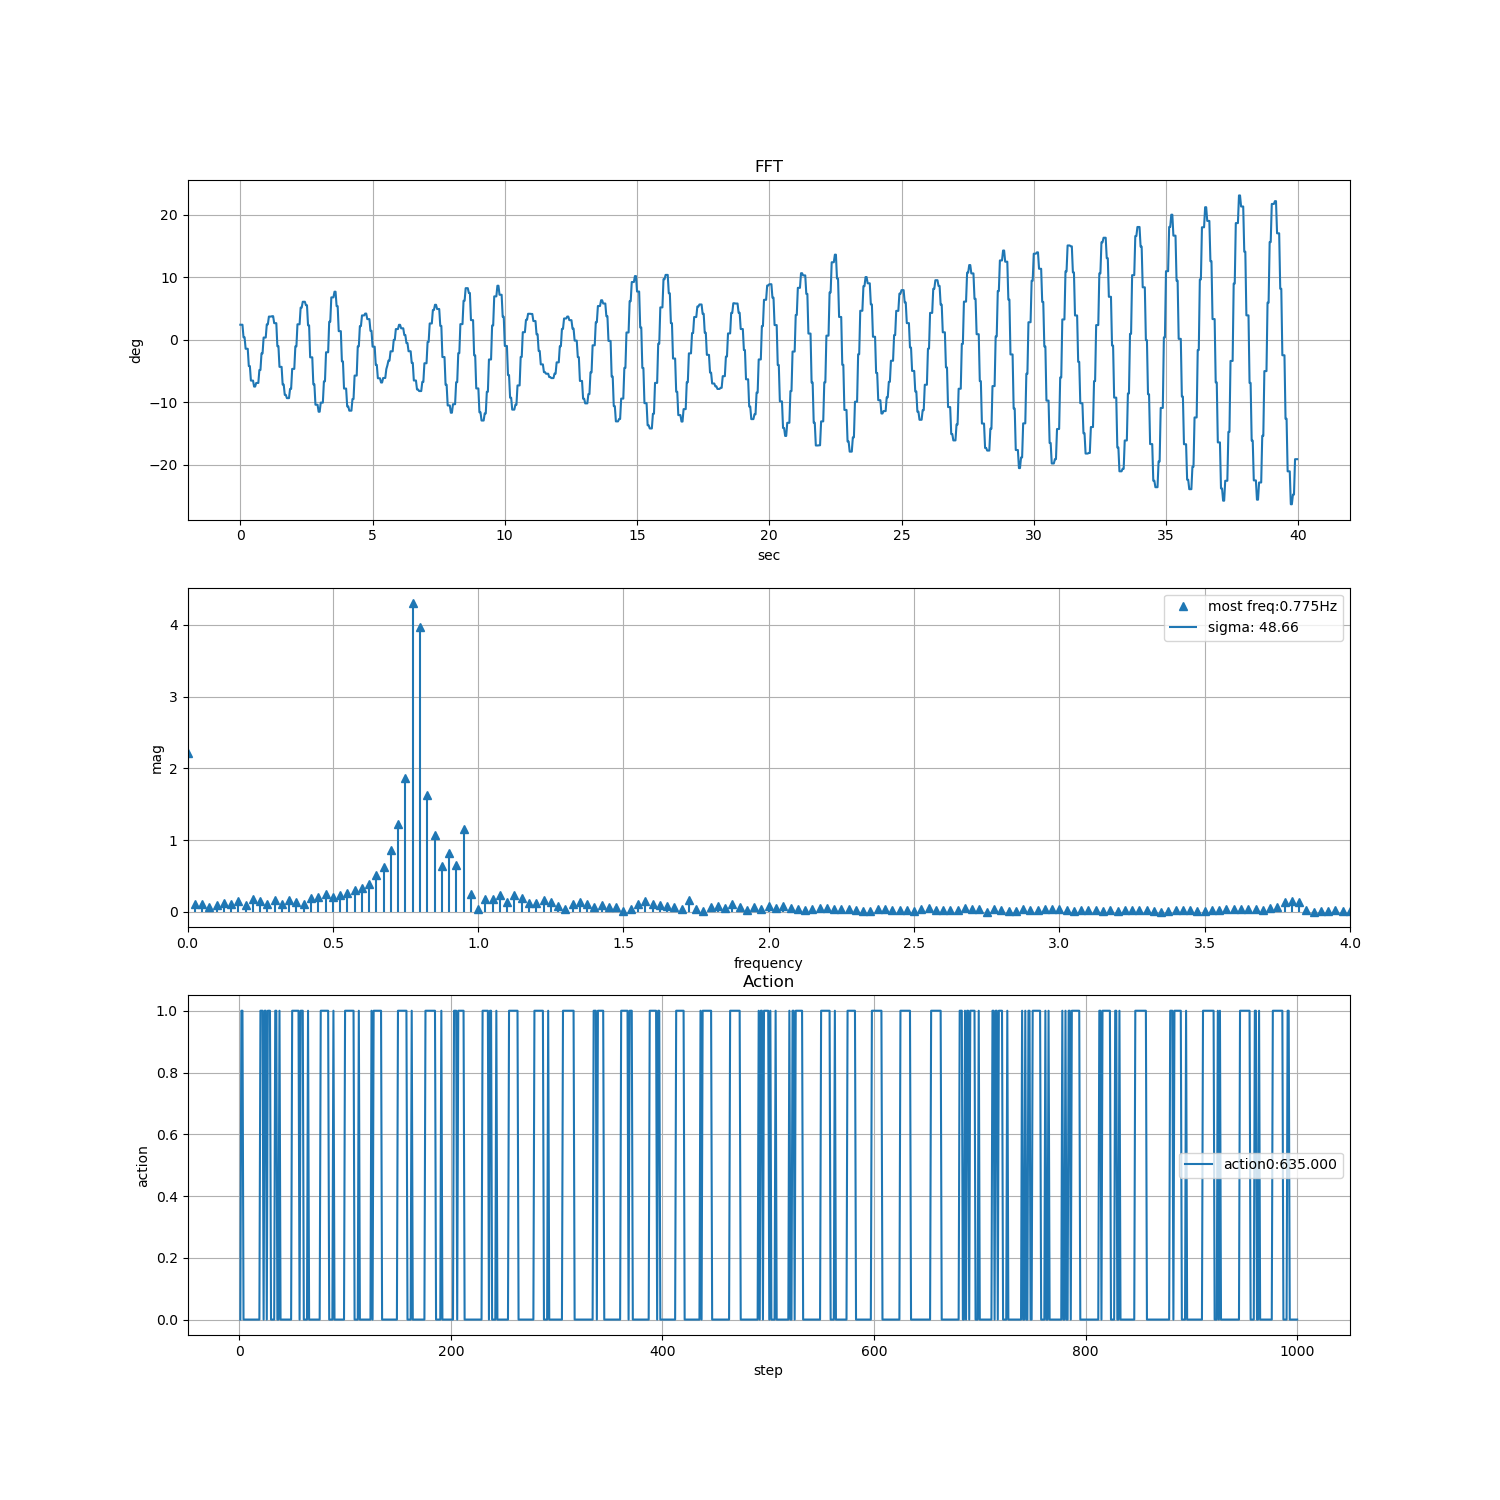 FFT
20
10
0
−10
−20
deg
0 5 10 15 20 25 30 35 40
sec
4
3
2
1
0
mag
most freq:0.775Hz
sigma: 48.66
0.0 0.5 1.0 1.5 2.0 2.5 3.0 3.5 4.0
frequency
Action
1.0
0.8
0.6
0.4
0.2
0.0
action
action0:635.000
0 200 400 600 800 1000
step